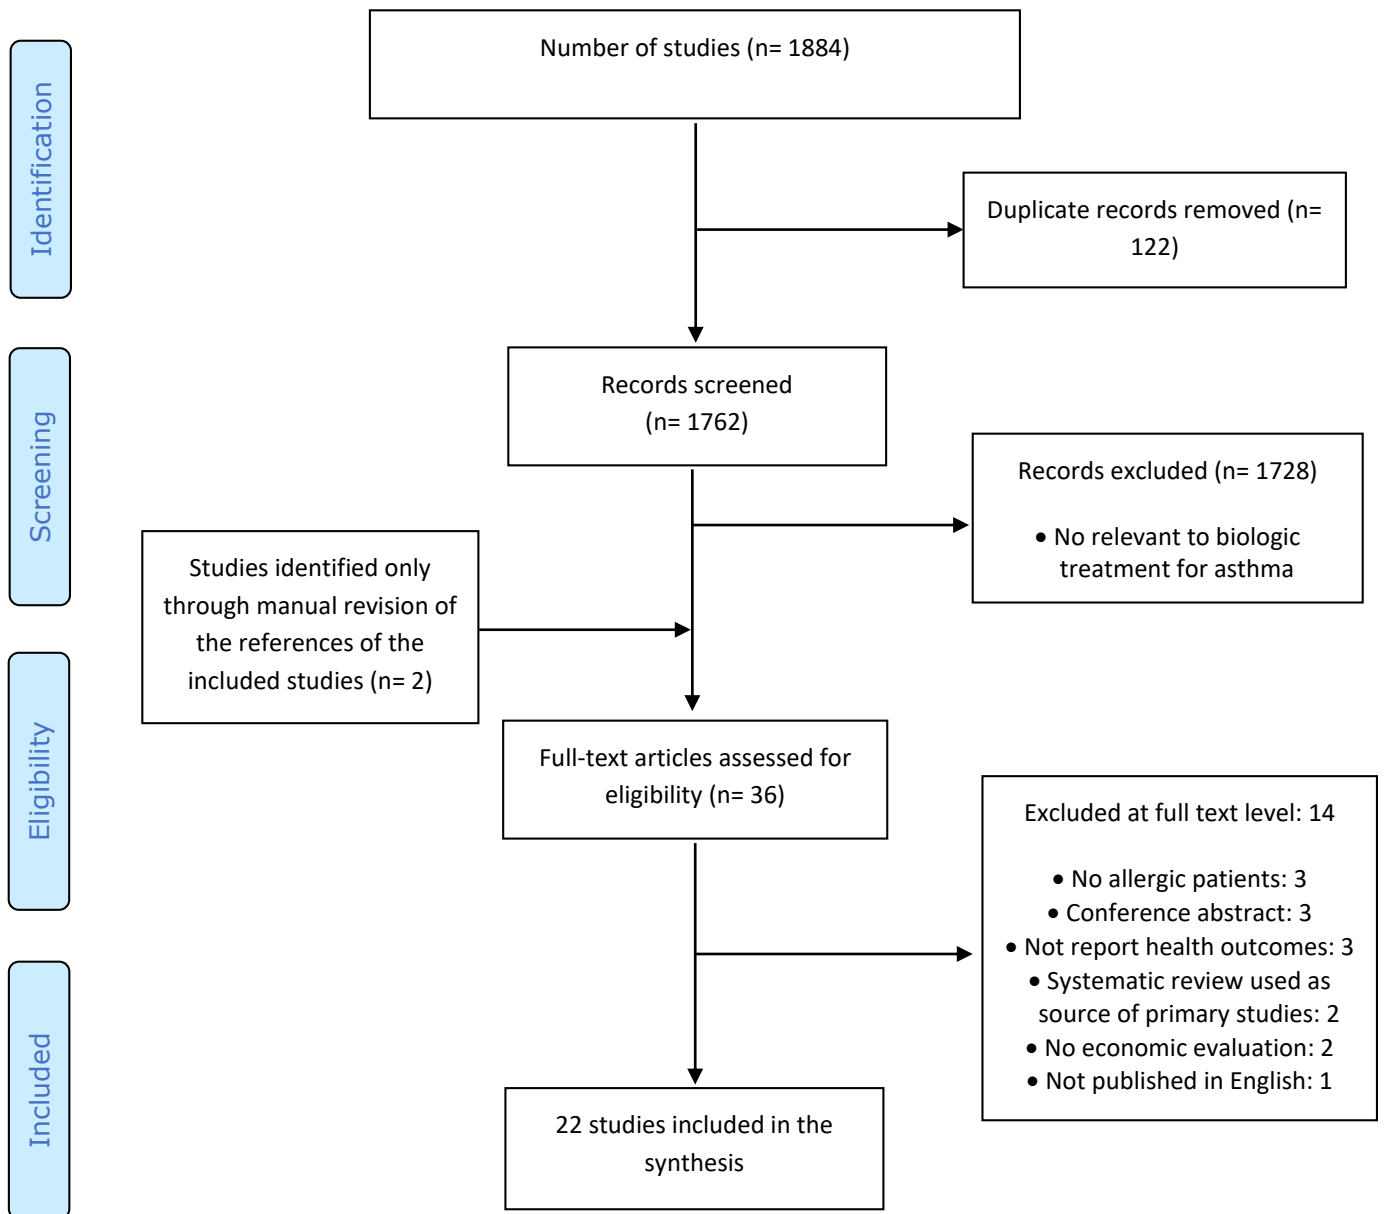 Identification
Number of studies (n= 1884)
Duplicate records removed (n=
122)
Screening
Records screened
(n= 1762)
Records excluded (n= 1728)
• No relevant to biologic
treatment for asthma
Studies identified only
through manual revision of
the references of the
included studies (n= 2)
Eligibility
Full-text articles assessed for
eligibility (n= 36)
Excluded at full text level: 14
• No allergic patients: 3
• Conference abstract: 3
• Not report health outcomes: 3
• Systematic review used as
source of primary studies: 2
• No economic evaluation: 2
• Not published in English: 1
Included
22 studies included in the
synthesis